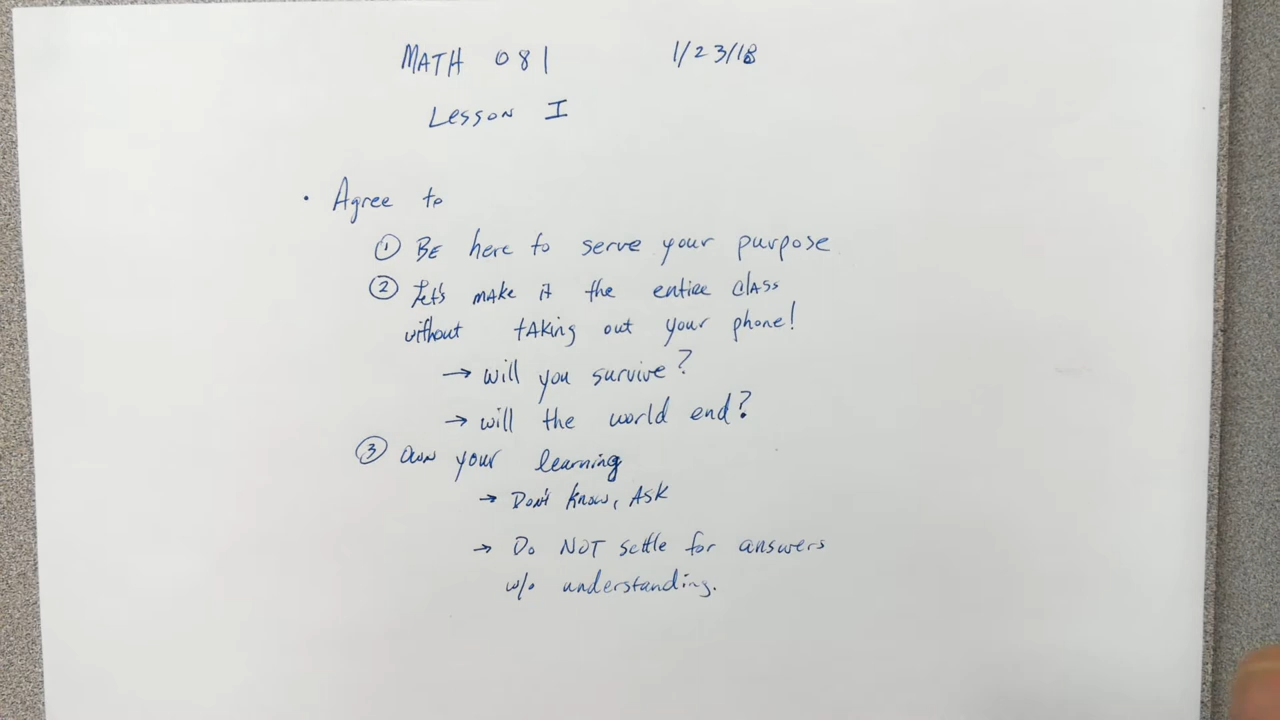 MATH 081 1/23/18
Lesson I
• Agree to
① BE here to serve your purpose
② Let's make it the entire class
without taking out your phone!
→ will you survive?
→ will the world end?
③ Own your learning
→ Don't know, Ask
→ Do NOT settle for answers
w/o understanding.